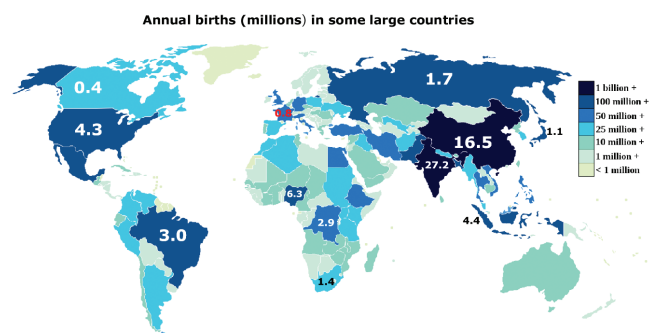 Annual births (millions) in some large countries
0.4
4.3
3.0
0.8
1.7
16.5
27.2
1.1
6.3
2.9
4.4
1.4
1 billion +
100 million +
50 million +
25 million +
10 million +
1 million +
< 1 million